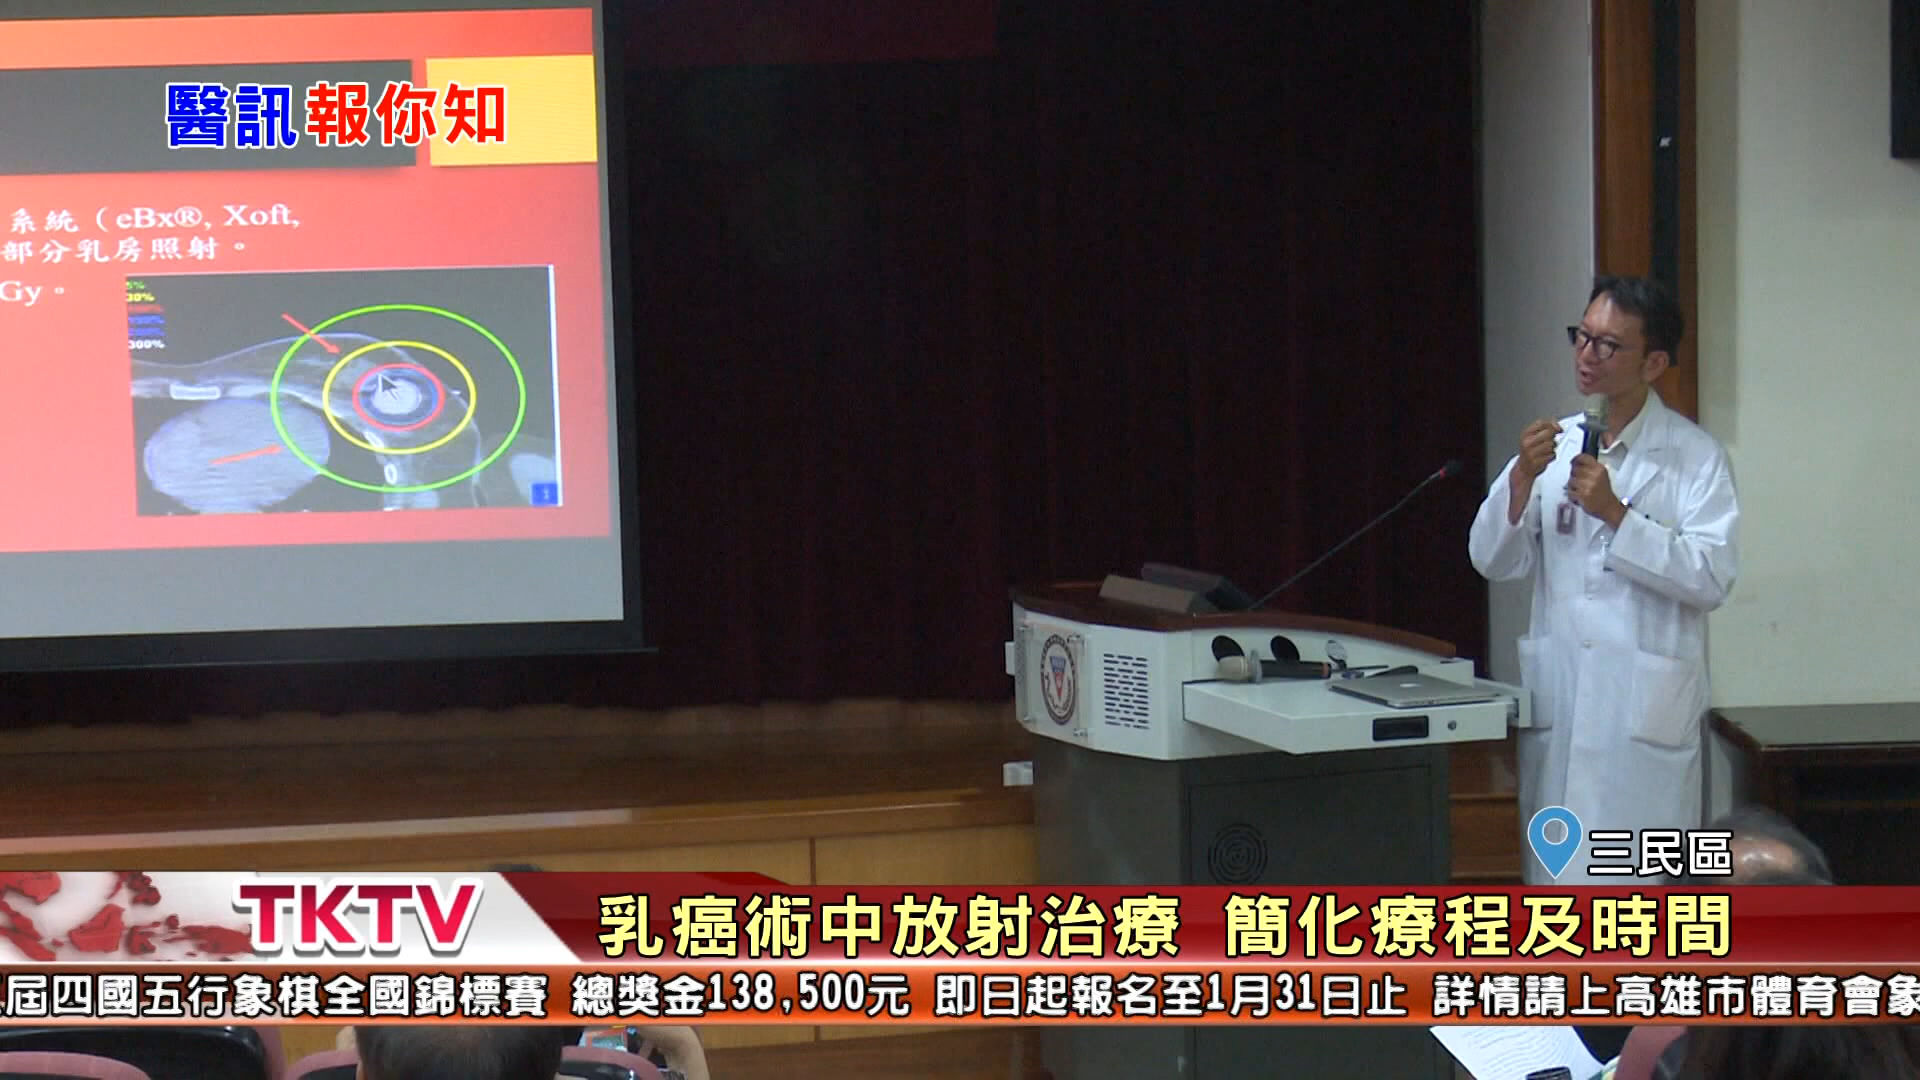 醫訊報你知
系統（eBx®, Xoft,
部分乳房照射。
Gy。
30%
300%
1
三民區
TKTV
乳癌術中放射治療 簡化療程及時間
屆四國五行象棋全國錦標賽 總獎金138,500元 即日起報名至1月31日止 詳情請上高雄市體育會象